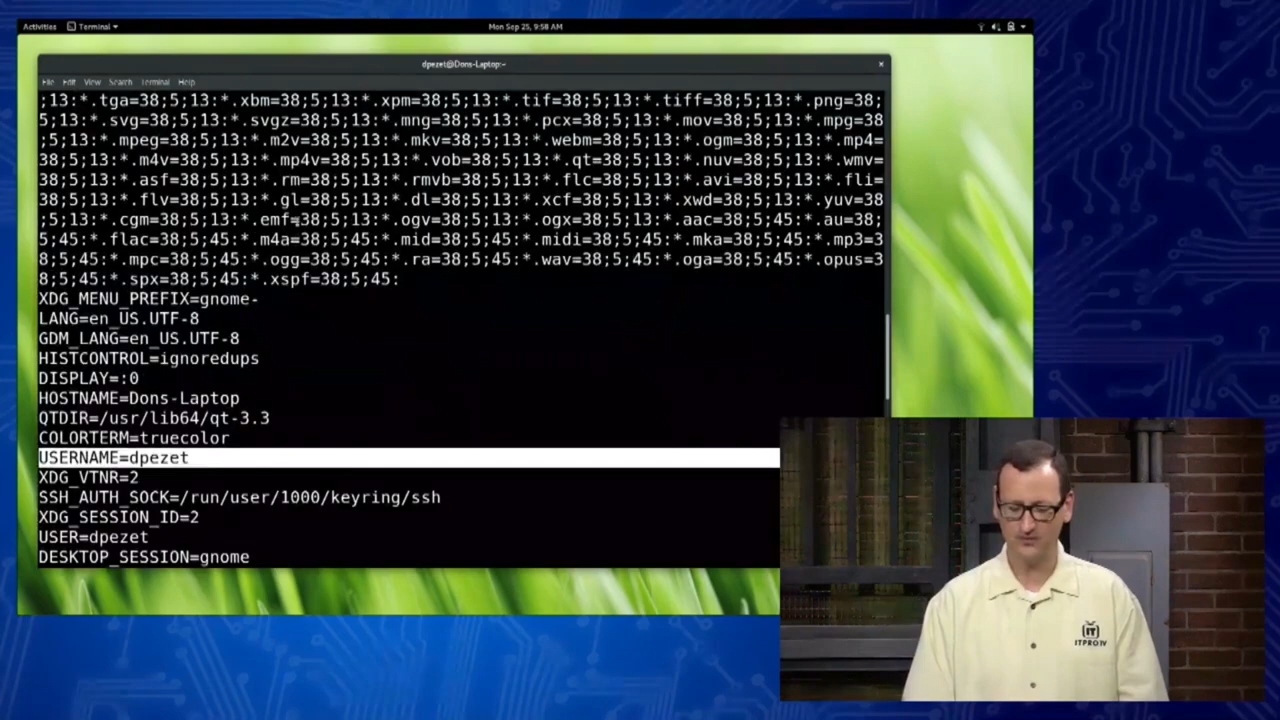 Activities Terminal Mon Sep 25, 9:58 AM
dpezet@Dons-Laptop:~
File Edit View Search Terminal Help
;13:*.tga=38;5;13:*.xbm=38;5;13:*.xpm=38;5;13:*.tif=38;5;13:*.tiff=38;5;13:*.png=38;
5;13:*.svg=38;5;13:*.svgz=38;5;13:*.mng=38;5;13:*.pcx=38;5;13:*.mov=38;5;13:*.mpg=38
;5;13:*.mpeg=38;5;13:*.m2v=38;5;13:*.mkv=38;5;13:*.webm=38;5;13:*.ogm=38;5;13:*.mp4=
38;5;13:*.m4v=38;5;13:*.mp4v=38;5;13:*.vob=38;5;13:*.qt=38;5;13:*.nuv=38;5;13:*.wmv=
38;5;13:*.asf=38;5;13:*.rm=38;5;13:*.rmvb=38;5;13:*.flc=38;5;13:*.avi=38;5;13:*.fli=
38;5;13:*.flv=38;5;13:*.gl=38;5;13:*.dl=38;5;13:*.xcf=38;5;13:*.xwd=38;5;13:*.yuv=38
;5;13:*.cgm=38;5;13:*.emf=38;5;13:*.ogv=38;5;13:*.ogx=38;5;13:*.aac=38;5;45:*.au=38;
5;45:*.flac=38;5;45:*.m4a=38;5;45:*.mid=38;5;45:*.midi=38;5;45:*.mka=38;5;45:*.mp3=3
8;5;45:*.mpc=38;5;45:*.ogg=38;5;45:*.ra=38;5;45:*.wav=38;5;45:*.oga=38;5;45:*.opus=3
8;5;45:*.spx=38;5;45:*.xspf=38;5;45:
XDG_MENU_PREFIX=gnome-
LANG=en_US.UTF-8
GDM_LANG=en_US.UTF-8
HISTCONTROL=ignoredups
DISPLAY=:0
HOSTNAME=Dons-Laptop
QTDIR=/usr/lib64/qt-3.3
COLORTERM=truecolor
USERNAME=dpezet
XDG_VTNR=2
SSH_AUTH_SOCK=/run/user/1000/keyring/ssh
XDG_SESSION_ID=2
USER=dpezet
DESKTOP_SESSION=gnome
IT
ITPROTV